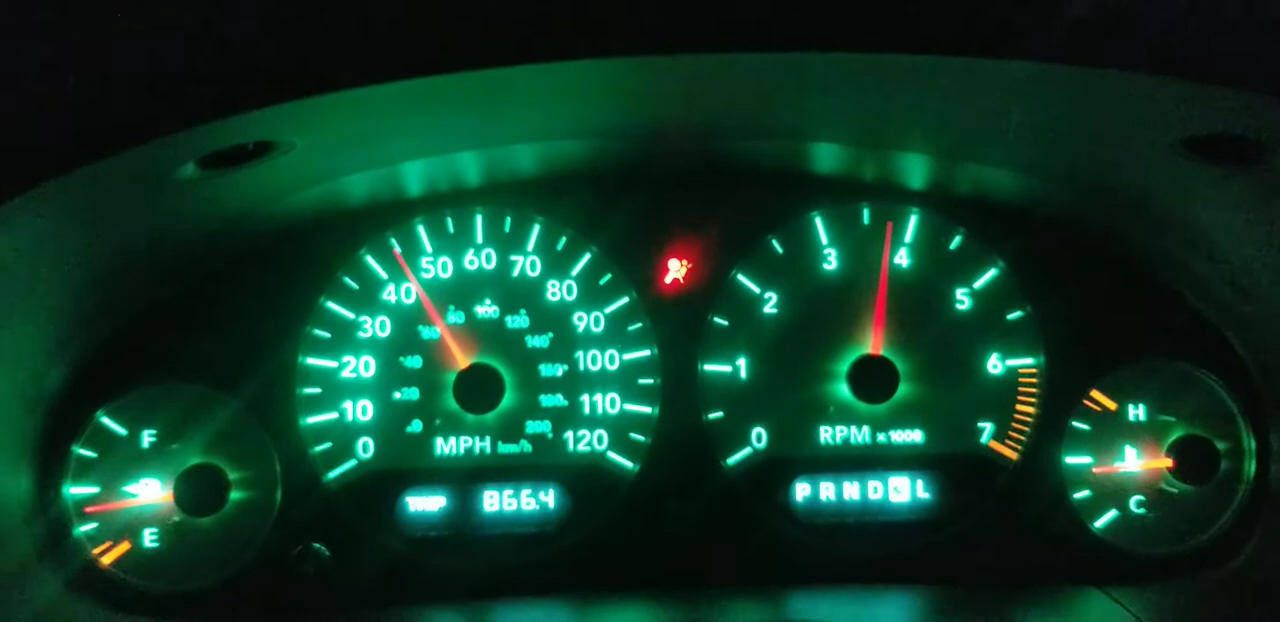 0 10 20 30 40 50 60 70 80 90 100 110 120
0 20 40 60 80 100 120 140 160 180 200
MPH km/h
TRIP 866.4
0 1 2 3 4 5 6 7
RPM x1000
P R N D L
F
E
H
C